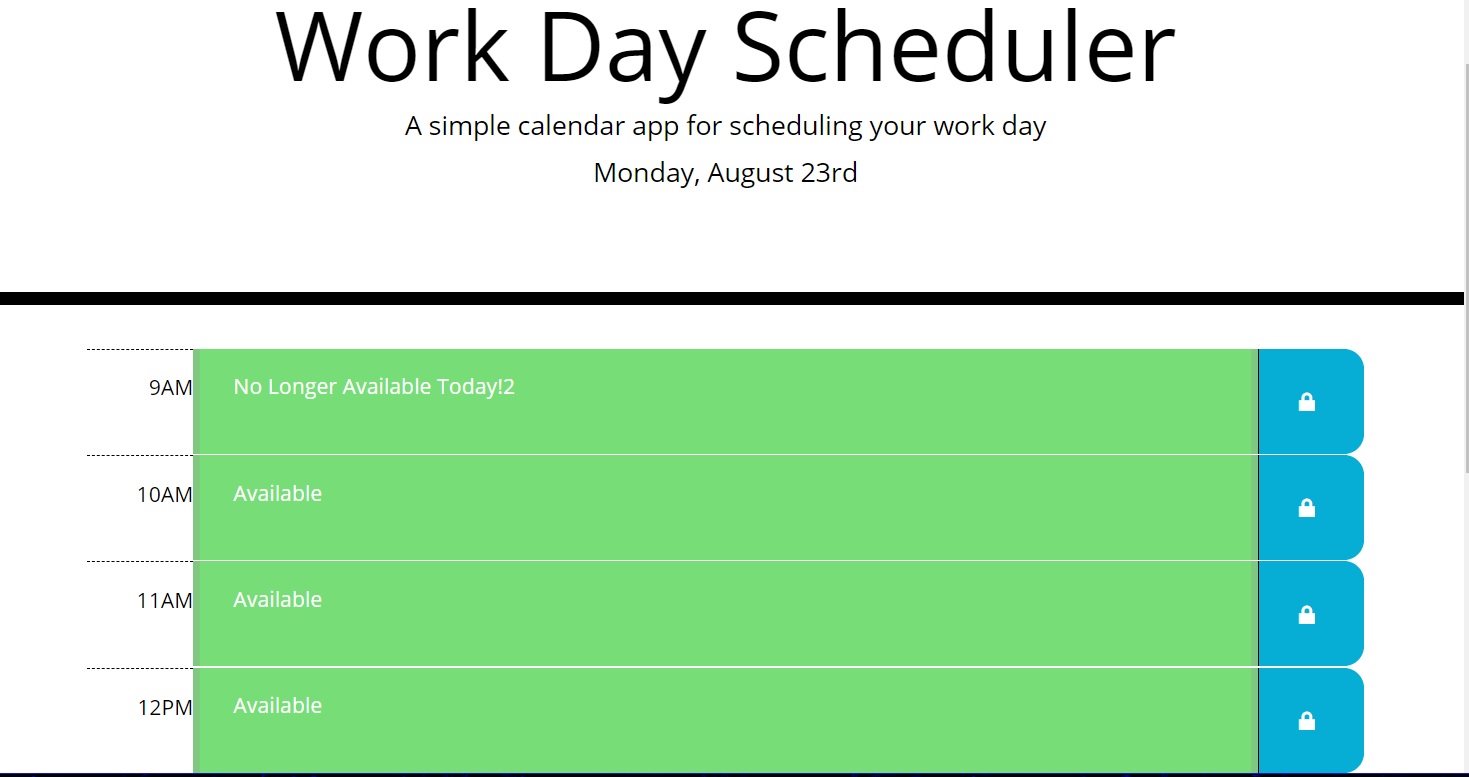 Work Day Scheduler
A simple calendar app for scheduling your work day
Monday, August 23rd
9AM
No Longer Available Today!2
10AM
Available
11AM
Available
12PM
Available